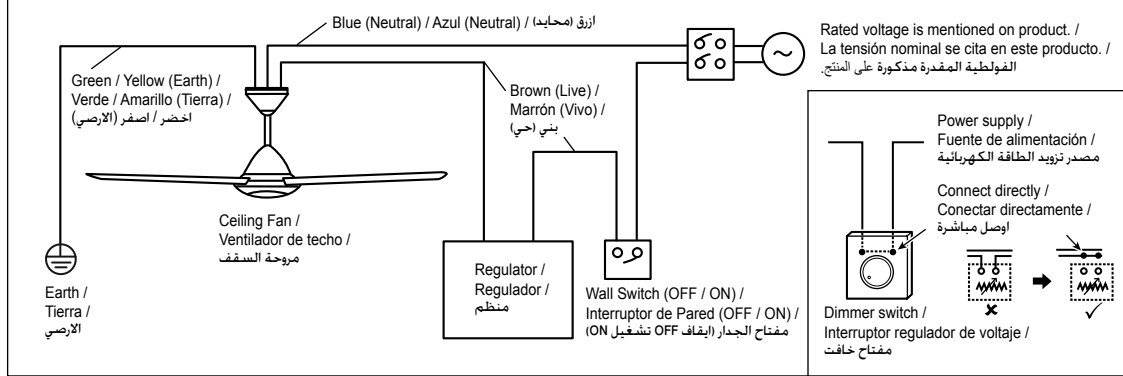 Blue (Neutral) / Azul (Neutral) / ازرق (محايد)
Rated voltage is mentioned on product. /
La tensión nominal se cita en este producto. /
الفولطية المقدرة مذكورة على المنتج.
Green / Yellow (Earth) /
Verde / Amarillo (Tierra) /
اخضر / اصفر (الارضي)
Brown (Live) /
Marrón (Vivo) /
بني (حي)
Ceiling Fan /
Ventilador de techo /
مروحة السقف
Earth /
Tierra /
الارضي
Regulator /
Regulador /
منظم
Wall Switch (OFF / ON) /
Interruptor de Pared (OFF / ON) /
مفتاح الجدار (ايقاف OFF تشغيل ON)
Power supply /
Fuente de alimentación /
مصدر تزويد الطاقة الكهربائية
Connect directly /
Conectar directamente /
اوصل مباشرة
Dimmer switch /
Interruptor regulador de voltaje /
مفتاح خافت